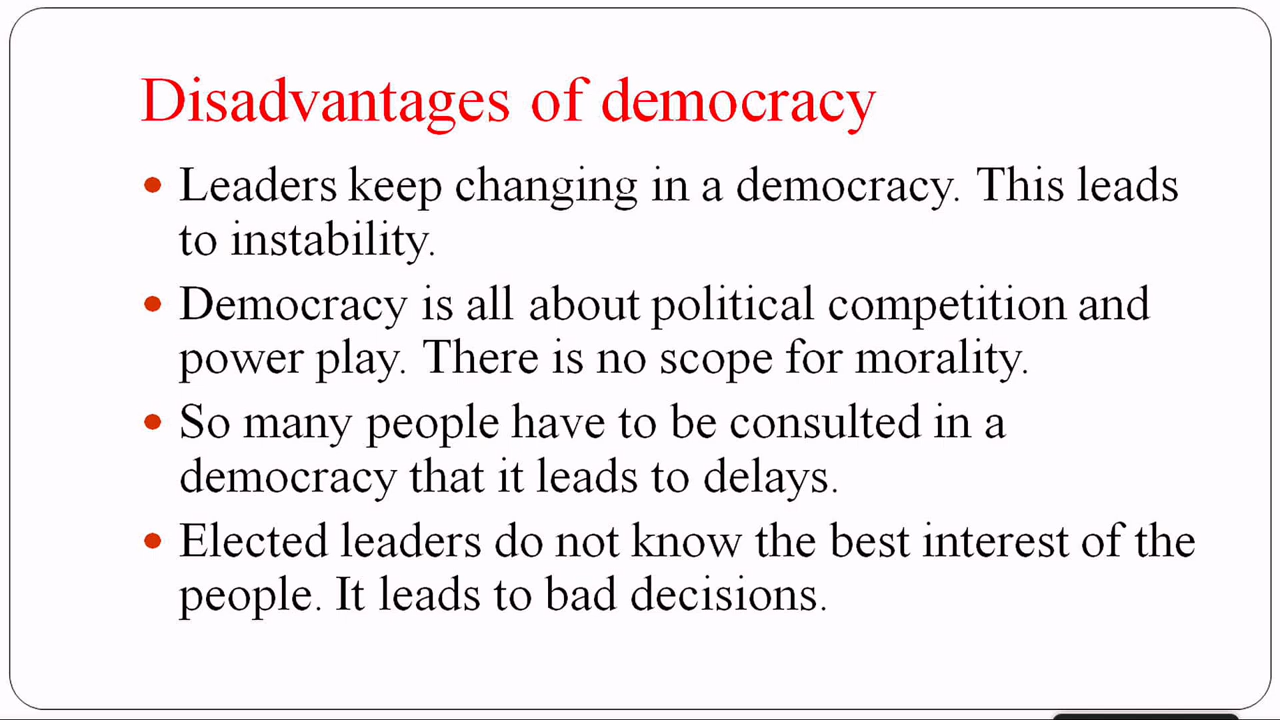 Disadvantages of democracy
• Leaders keep changing in a democracy. This leads
to instability.
• Democracy is all about political competition and
power play. There is no scope for morality.
• So many people have to be consulted in a
democracy that it leads to delays.
• Elected leaders do not know the best interest of the
people. It leads to bad decisions.